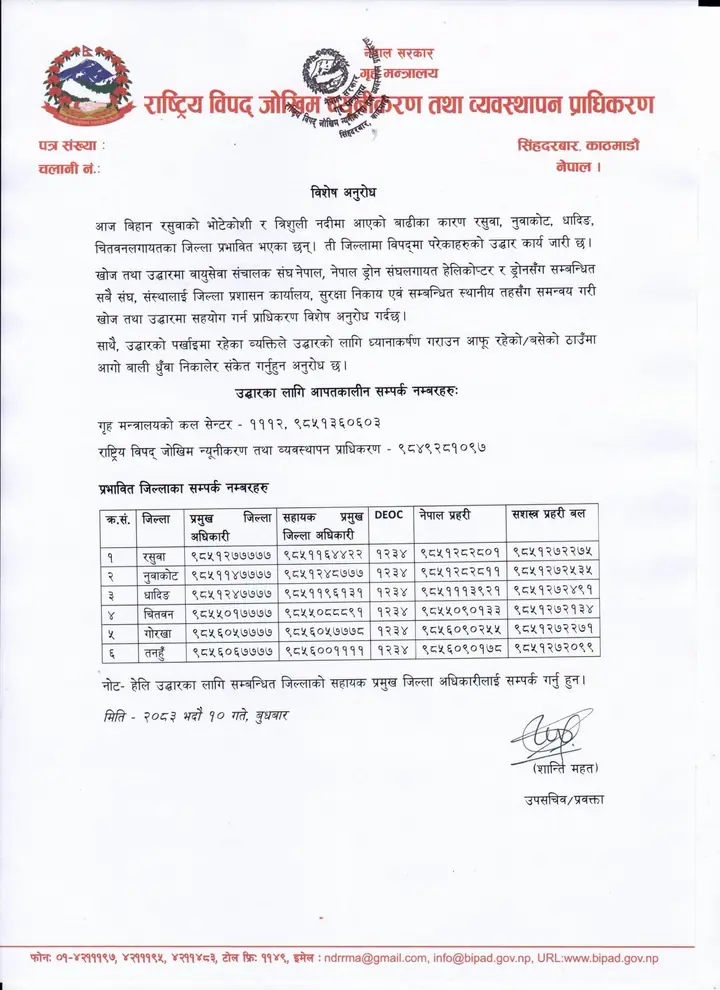 नेपाल सरकार
गृह मन्त्रालय
राष्ट्रिय विपद् जोखिम न्यूनीकरण तथा व्यवस्थापन प्राधिकरण
पत्र संख्या :
चलानी नं.:
सिंहदरबार, काठमाडौं
नेपाल ।
विशेष अनुरोध
आज बिहान रसुवाको भोटेकोशी र त्रिशुली नदीमा आएको बाढीका कारण रसुवा, नुवाकोट, धादिङ,
चितवनलगायतका जिल्ला प्रभावित भएका छन्। ती जिल्लामा विपद्मा परेकाहरुको उद्धार कार्य जारी छ।
खोज तथा उद्धारमा वायुसेवा संचालक संघ नेपाल, नेपाल ड्रोन संघलगायत हेलिकोप्टर र ड्रोनसँग सम्बन्धित
सबै संघ, संस्थालाई जिल्ला प्रशासन कार्यालय, सुरक्षा निकाय एवं सम्बन्धित स्थानीय तहसँग समन्वय गरी
खोज तथा उद्धारमा सहयोग गर्न प्राधिकरण विशेष अनुरोध गर्दछ।
साथै, उद्धारको पर्खाइमा रहेका व्यक्तिले उद्धारको लागि ध्यानाकर्षण गराउन आफू रहेको/बसेको ठाउँमा
आगो बाली धुँवा निकालेर संकेत गर्नुहुन अनुरोध छ।
उद्धारका लागि आपतकालीन सम्पर्क नम्बरहरुः
गृह मन्त्रालयको कल सेन्टर - १११२, ९८५१३६०६०३
राष्ट्रिय विपद् जोखिम न्यूनीकरण तथा व्यवस्थापन प्राधिकरण - ९८४९२८१०९७
प्रभावित जिल्लाका सम्पर्क नम्बरहरु
क्र.सं. जिल्ला प्रमुख जिल्ला अधिकारी सहायक प्रमुख जिल्ला अधिकारी DEOC नेपाल प्रहरी सशस्त्र प्रहरी बल
१ रसुवा ९८५१२७७७७७ ९८५११६४४२२ १२३४ ९८५१२८२८०१ ९८५१२७२२७५
२ नुवाकोट ९८५११४७७७७ ९८५१२४८७७७ १२३४ ९८५१२८२८११ ९८५१२७२५३५
३ धादिङ ९८५१२४७७७७ ९८५११९६१३१ १२३४ ९८५१११३९२१ ९८५१२७२४९१
४ चितवन ९८५५०१७७७७ ९८५५०८८८९१ १२३४ ९८५५०९०१३३ ९८५१२७२१३४
५ गोरखा ९८५६०५७७७७ ९८५६०५७७७८ १२३४ ९८५६०९०२५५ ९८५१२७२२७१
६ तनहुँ ९८५६०६७७७७ ९८५६००११११ १२३४ ९८५६०९०१७८ ९८५१२७२०९९
नोट- हेलि उद्धारका लागि सम्बन्धित जिल्लाको सहायक प्रमुख जिल्ला अधिकारीलाई सम्पर्क गर्नु हुन।
मिति - २०८३ भदौ १० गते, बुधबार
(शान्ति महत)
उपसचिव/प्रवक्ता
फोन: ०१-४२१११९७, ४२१११९५, ४२११४८३, टोल फ्रि: ११४९, इमेल : ndrrma@gmail.com, info@bipad.gov.np, URL:www.bipad.gov.np